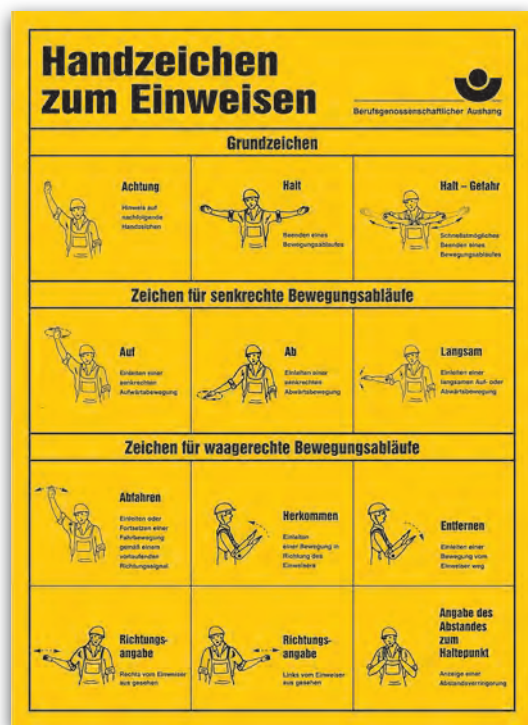 Handzeichen
zum Einweisen
Berufsgenossenschaftlicher Aushang
Grundzeichen
Achtung
Hinweis auf
nachfolgende
Handzeichen
Halt
Beenden eines
Bewegungsablaufes
Halt – Gefahr
Schnellstmögliches
Beenden eines
Bewegungsablaufes
Zeichen für senkrechte Bewegungsabläufe
Auf
Einleiten einer
senkrechten
Aufwärtsbewegung
Ab
Einleiten einer
senkrechten
Abwärtsbewegung
Langsam
Einleiten einer
langsamen Auf- oder
Abwärtsbewegung
Zeichen für waagerechte Bewegungsabläufe
Abfahren
Einleiten oder
Fortsetzen einer
Fahrbewegung
gemäß einem
vorlaufenden
Richtungssignal
Herkommen
Einleiten
einer Bewegung in
Richtung des
Einweisers
Entfernen
Einleiten einer
Bewegung vom
Einweiser weg
Richtungs-
angabe
Rechts vom Einweiser
aus gesehen
Richtungs-
angabe
Links vom Einweiser
aus gesehen
Angabe des
Abstandes
zum
Haltepunkt
Anzeige einer
Abstandsverringerung